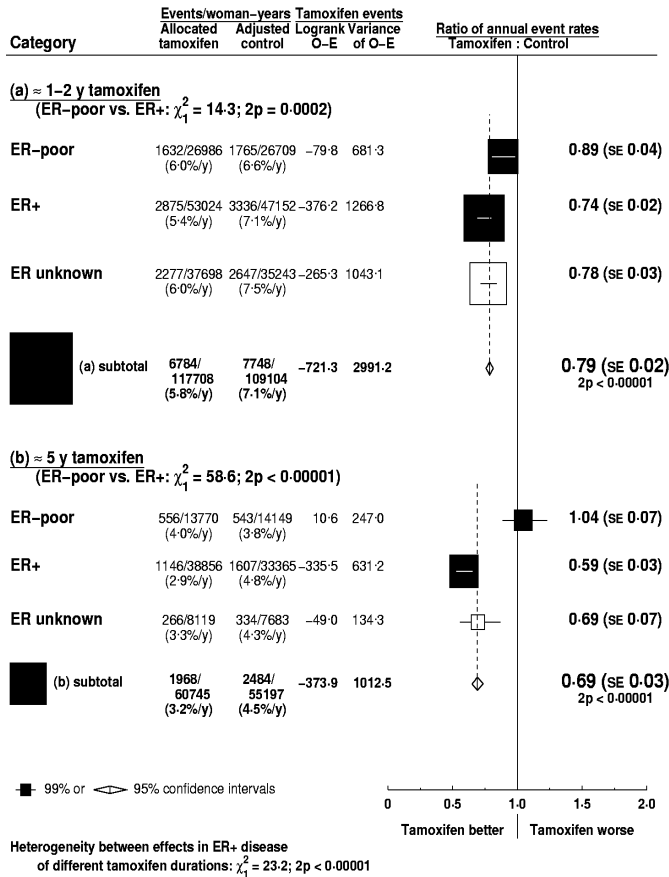 Events/woman−years Tamoxifen events
Category Allocated Adjusted Logrank Variance Ratio of annual event rates
tamoxifen control O−E of O−E Tamoxifen : Control
(a) ≈ 1−2 y tamoxifen
(ER−poor vs. ER+: χ²₁ = 14·3; 2p = 0·0002)
ER−poor 1632/26986 1765/26709 −79·8 681·3 0·89 (SE 0·04)
(6·0%/y) (6·6%/y)
ER+ 2875/53024 3336/47152 −376·2 1266·8 0·74 (SE 0·02)
(5·4%/y) (7·1%/y)
ER unknown 2277/37698 2647/35243 −265·3 1043·1 0·78 (SE 0·03)
(6·0%/y) (7·5%/y)
(a) subtotal 6784/ 7748/ −721·3 2991·2 0·79 (SE 0·02)
117708 109104 2p < 0·00001
(5·8%/y) (7·1%/y)
(b) ≈ 5 y tamoxifen
(ER−poor vs. ER+: χ²₁ = 58·6; 2p < 0·00001)
ER−poor 556/13770 543/14149 10·6 247·0 1·04 (SE 0·07)
(4·0%/y) (3·8%/y)
ER+ 1146/38856 1607/33365 −335·5 631·2 0·59 (SE 0·03)
(2·9%/y) (4·8%/y)
ER unknown 266/8119 334/7683 −49·0 134·3 0·69 (SE 0·07)
(3·3%/y) (4·3%/y)
(b) subtotal 1968/ 2484/ −373·9 1012·5 0·69 (SE 0·03)
60745 55197 2p < 0·00001
(3·2%/y) (4·5%/y)
99% or 95% confidence intervals
0 0·5 1·0 1·5 2·0
Tamoxifen better Tamoxifen worse
Heterogeneity between effects in ER+ disease
of different tamoxifen durations: χ²₁ = 23·2; 2p < 0·00001